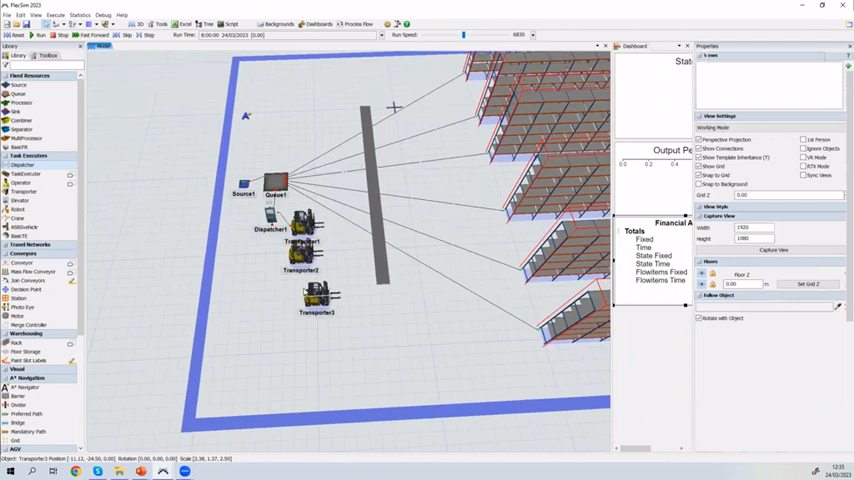 FlexSim 2023
File Edit View Execute Statistics Build Debug Help
3D Tools Excel Tree Script Backgrounds Dashboards Process Flow
Reset Run Stop Fast Forward Skip Step Run Time: 8:00:00 24/03/2023 [0.00] Run Speed: 6830
Library
Library Toolbox
Fixed Resources
Source
Queue
Processor
Sink
Combiner
Separator
MultiProcessor
BasicFR
Task Executers
Dispatcher
TaskExecuter
Operator
Transporter
Elevator
Robot
Crane
ASRSvehicle
BasicTE
Travel Networks
Conveyors
Conveyor
Mass Flow Conveyor
Join Conveyors
Decision Point
Station
Photo Eye
Motor
Merge Controller
Warehousing
Rack
Floor Storage
Paint Slot Labels
Visual
A* Navigation
A* Navigator
Barrier
Divider
Preferred Path
Bridge
Mandatory Path
Grid
AGV
Source1
Queue1
Dispatcher1
Transporter1
Transporter2
Transporter3
Dashboard
State
Output Pe
0.0 0.2 0.4
Financial A
Totals
Fixed
Time
State Fixed
State Time
Flowitems Fixed
Flowitems Time
Properties
Views
View Settings
Working Mode
Perspective Projection
1st Person
Show Connections
Ignore Objects
Show Template Inheritance (T)
VR Mode
Show Grid
RTX Mode
Snap to Grid
Sync Views
Snap to Background
Grid Z 0.00
View Style
Capture View
Width 1920
Height 1080
Capture View
Floors
Floor Z
0.00 m Set Grid Z
Follow Object
Rotate with Object
Position: Transporter3 Position: [-11.12, -24.50, 0.00] Rotation [0.00, 0.00, 0.00] Scale [2.38, 1.37, 2.50]
12:35
24/03/2023